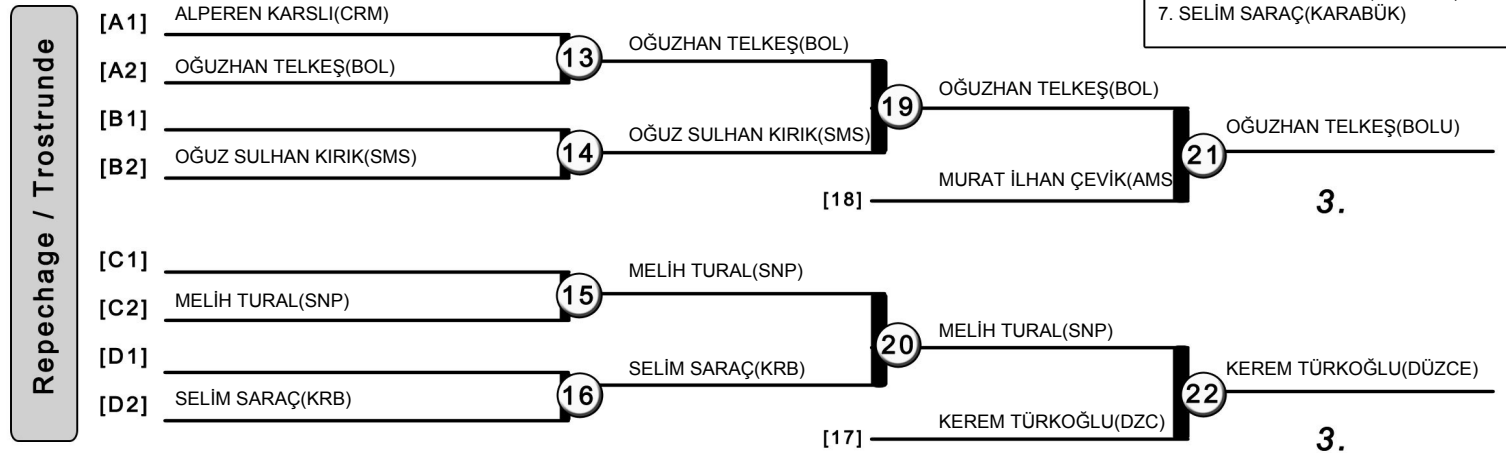 7. SELİM SARAÇ(KARABÜK)
Repechage / Trostrunde
[A1] ALPEREN KARSLI(CRM)
[A2] OĞUZHAN TELKEŞ(BOL)
13
OĞUZHAN TELKEŞ(BOL)
[B1]
[B2] OĞUZ SULHAN KIRIK(SMS)
14
OĞUZ SULHAN KIRIK(SMS)
19
OĞUZHAN TELKEŞ(BOL)
[18] MURAT İLHAN ÇEVİK(AMS
21
OĞUZHAN TELKEŞ(BOLU)
3.
[C1]
[C2] MELİH TURAL(SNP)
15
MELİH TURAL(SNP)
[D1]
[D2] SELİM SARAÇ(KRB)
16
SELİM SARAÇ(KRB)
20
MELİH TURAL(SNP)
[17] KEREM TÜRKOĞLU(DZC)
22
KEREM TÜRKOĞLU(DÜZCE)
3.